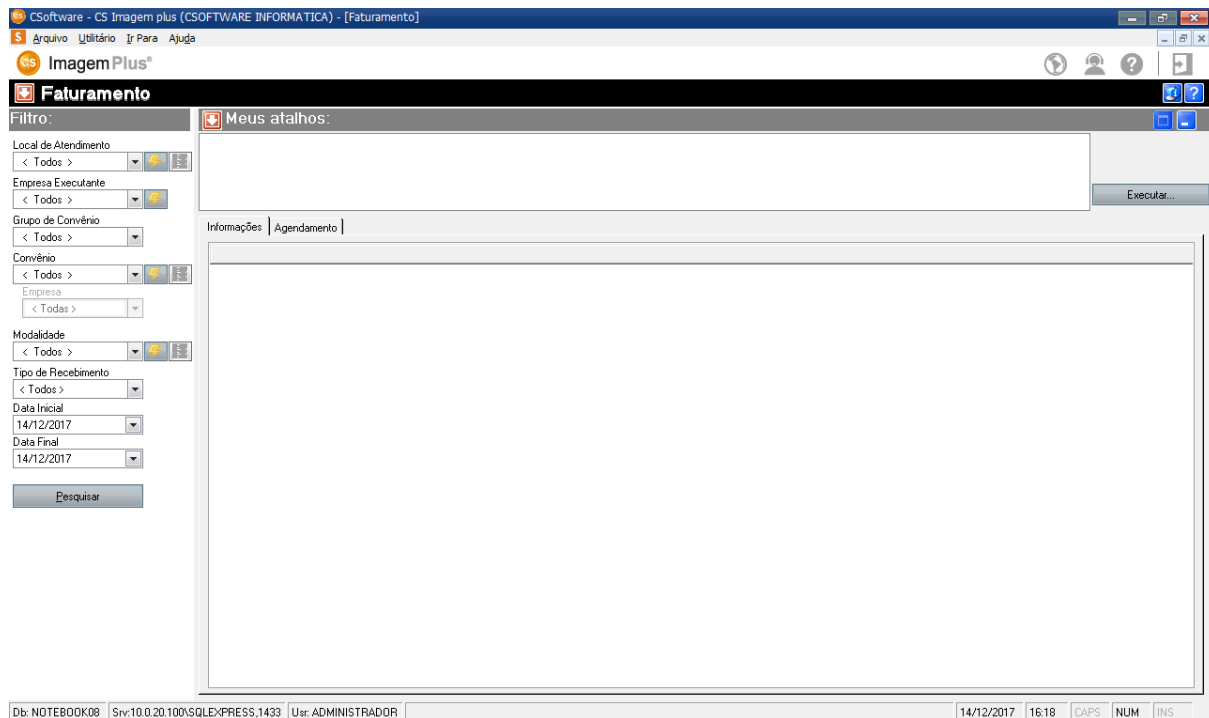 CSoftware - CS Imagem plus (CSOFTWARE INFORMATICA) - [Faturamento]
Arquivo Utilitário Ir Para Ajuda
CS ImagemPlus®
Faturamento
Filtro:
Meus atalhos:
Local de Atendimento
< Todos >
Empresa Executante
< Todos >
Executar...
Grupo de Convênio
< Todos >
Informações Agendamento
Convênio
< Todos >
Empresa
< Todas >
Modalidade
< Todos >
Tipo de Recebimento
< Todos >
Data Inicial
14/12/2017
Data Final
14/12/2017
Pesquisar
Db: NOTEBOOK08 Srv:10.0.20.100\SQLEXPRESS,1433 Usr: ADMINISTRADOR 14/12/2017 16:18 CAPS NUM INS